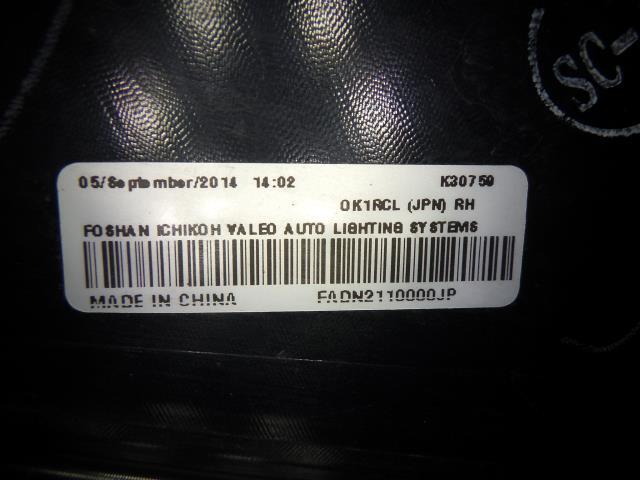 SC-
05/September/2014 14:02 K30750
0K1RCL (JPN) RH
FOSHAN ICHIKOH VALEO AUTO LIGHTING SYSTEMS
MADE IN CHINA FADN2110000JP